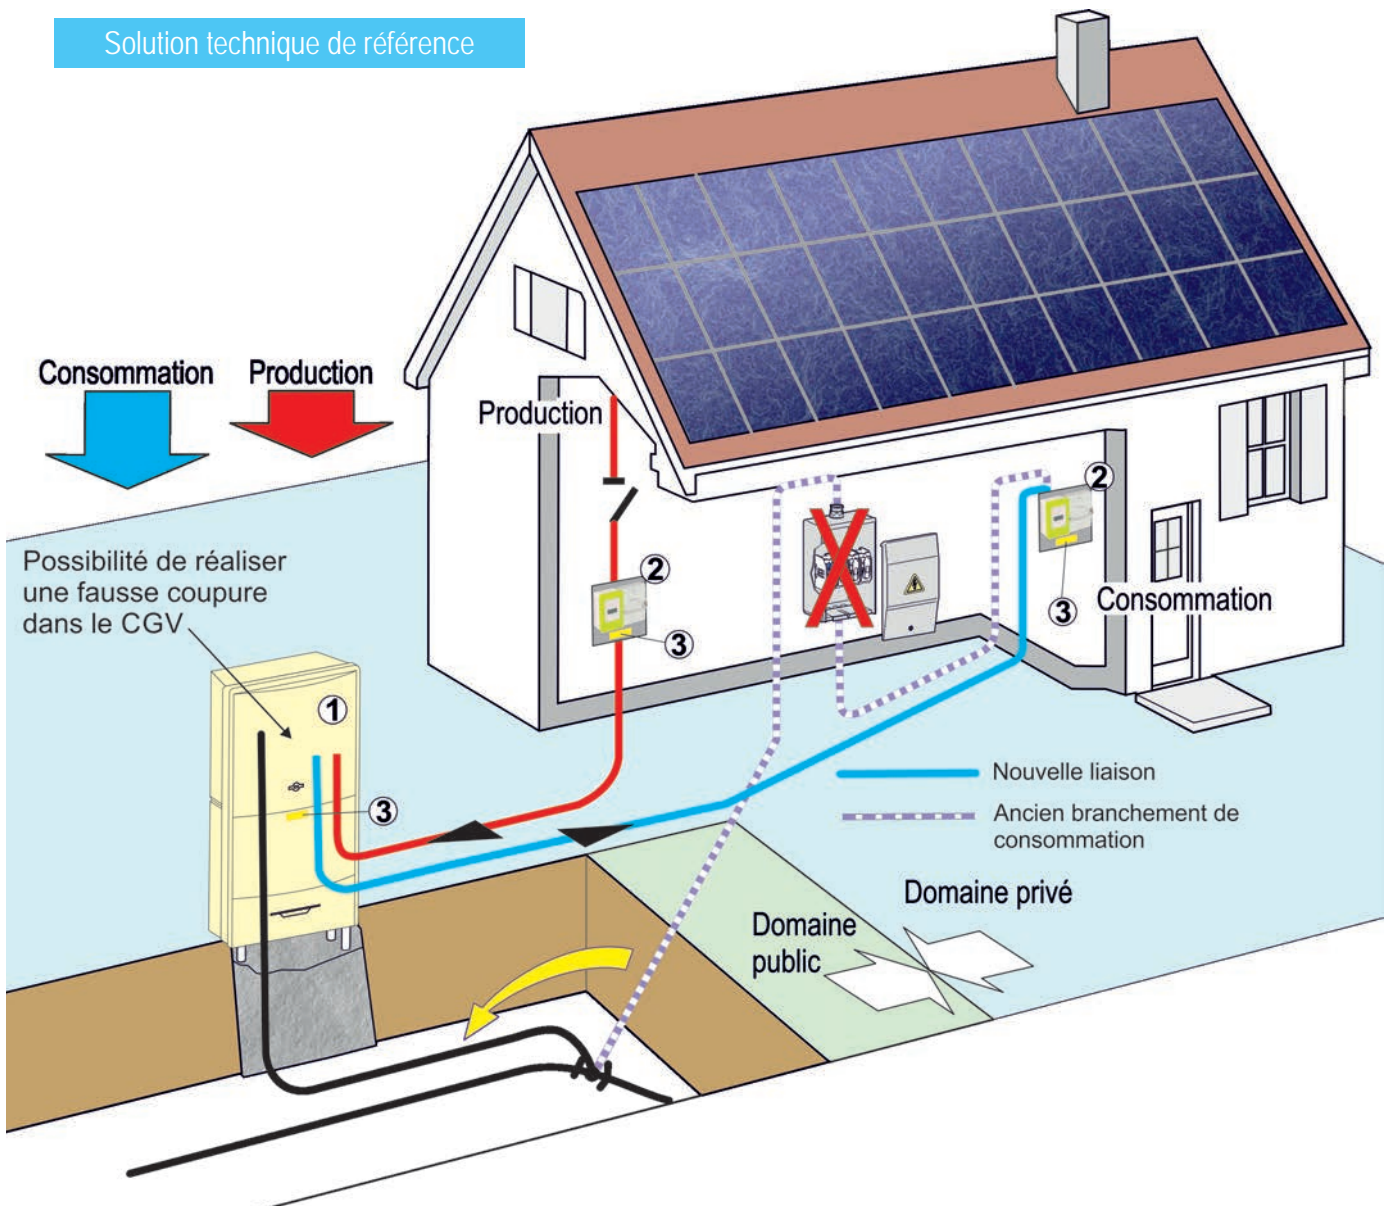 Solution technique de référence
Consommation
Production
Production
Possibilité de réaliser
une fausse coupure
dans le CGV
2
3
2
3
Consommation
1
3
Nouvelle liaison
Ancien branchement de
consommation
Domaine privé
Domaine
public